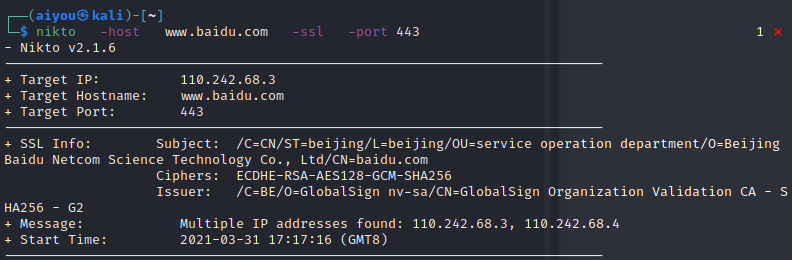 ┌──(aiyou㉿kali)-[~]
└─$ nikto -host www.baidu.com -ssl -port 443 1 ⨯
- Nikto v2.1.6
---------------------------------------------------------------------------
+ Target IP: 110.242.68.3
+ Target Hostname: www.baidu.com
+ Target Port: 443
---------------------------------------------------------------------------
+ SSL Info: Subject: /C=CN/ST=beijing/L=beijing/OU=service operation department/O=Beijing
Baidu Netcom Science Technology Co., Ltd/CN=baidu.com
Ciphers: ECDHE-RSA-AES128-GCM-SHA256
Issuer: /C=BE/O=GlobalSign nv-sa/CN=GlobalSign Organization Validation CA - S
HA256 - G2
+ Message: Multiple IP addresses found: 110.242.68.3, 110.242.68.4
+ Start Time: 2021-03-31 17:17:16 (GMT8)
---------------------------------------------------------------------------